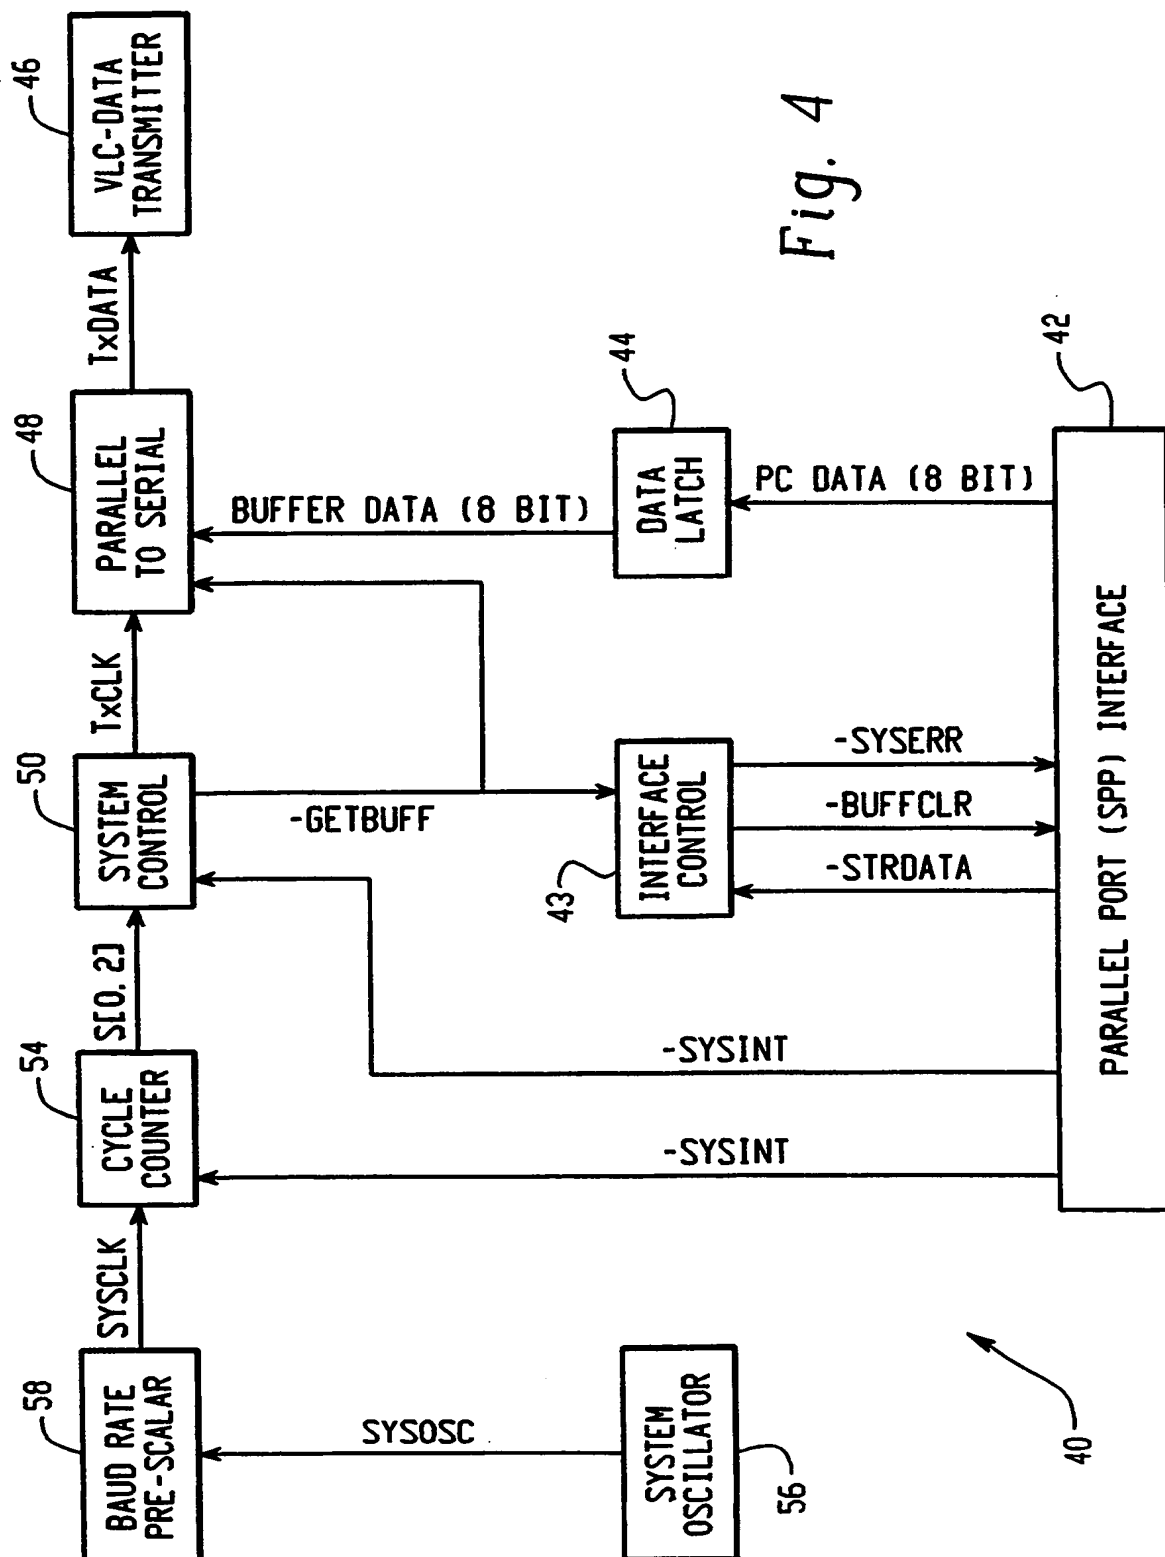 58
BAUD RATE
PRE-SCALAR
SYSCLK
54
CYCLE
COUNTER
S[0, 2]
50
SYSTEM
CONTROL
TxCLK
48
PARALLEL
TO SERIAL
TxDATA
46
VLC-DATA
TRANSMITTER
SYSOSC
SYSTEM
OSCILLATOR
56
-SYSINT
-SYSINT
-GETBUFF
BUFFER DATA (8 BIT)
43
INTERFACE
CONTROL
44
DATA
LATCH
-STRDATA
-BUFFCLR
-SYSERR
PC DATA (8 BIT)
42
PARALLEL PORT (SPP) INTERFACE
40
Fig. 4